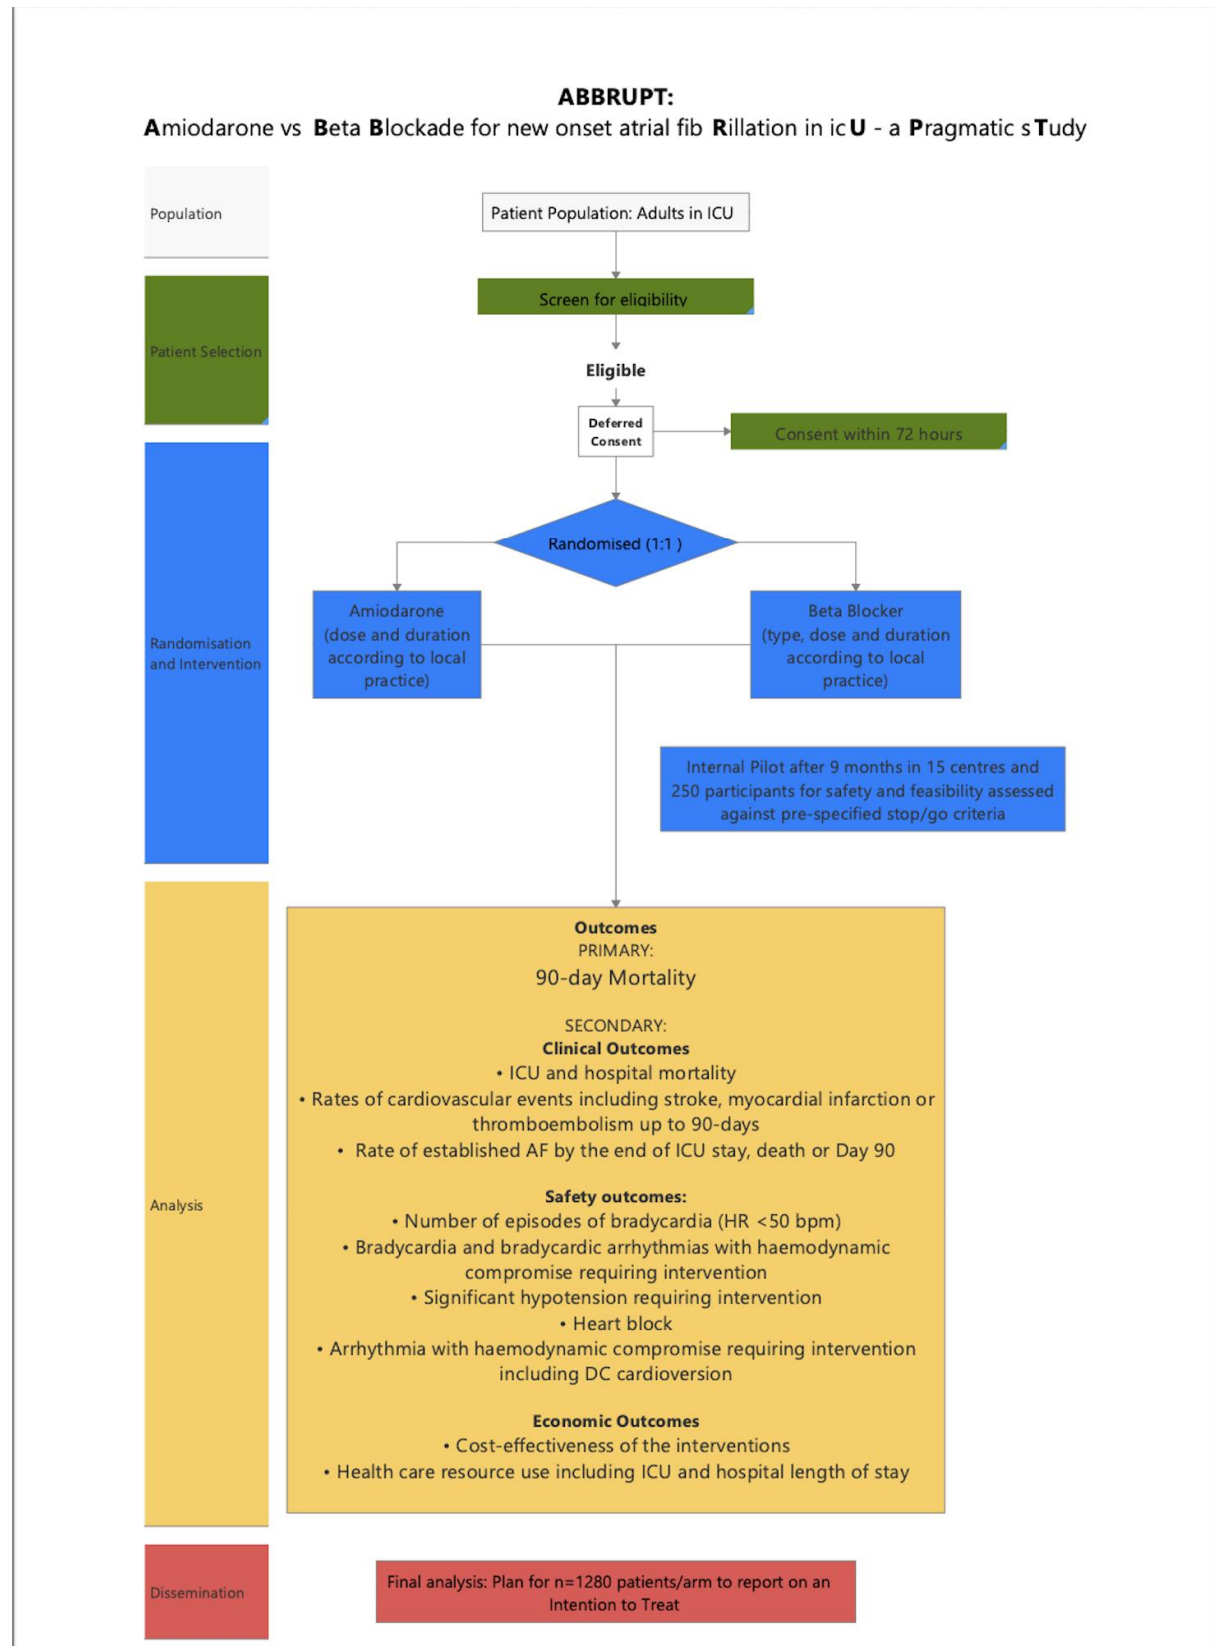 ABBRUPT:
Amiodarone vs Beta Blockade for new onset atrial fib Rillation in icU - a Pragmatic sTudy
Population
Patient Population: Adults in ICU
Screen for eligibility
Patient Selection
Eligible
Deferred
Consent
Consent within 72 hours
Randomised (1:1 )
Randomisation
and Intervention
Amiodarone
(dose and duration
according to local
practice)
Beta Blocker
(type, dose and duration
according to local
practice)
Internal Pilot after 9 months in 15 centres and
250 participants for safety and feasibility assessed
against pre-specified stop/go criteria
Analysis
Outcomes
PRIMARY:
90-day Mortality
SECONDARY:
Clinical Outcomes
• ICU and hospital mortality
• Rates of cardiovascular events including stroke, myocardial infarction or
thromboembolism up to 90-days
• Rate of established AF by the end of ICU stay, death or Day 90
Safety outcomes:
• Number of episodes of bradycardia (HR <50 bpm)
• Bradycardia and bradycardic arrhythmias with haemodynamic
compromise requiring intervention
• Significant hypotension requiring intervention
• Heart block
• Arrhythmia with haemodynamic compromise requiring intervention
including DC cardioversion
Economic Outcomes
• Cost-effectiveness of the interventions
• Health care resource use including ICU and hospital length of stay
Dissemination
Final analysis: Plan for n=1280 patients/arm to report on an
Intention to Treat